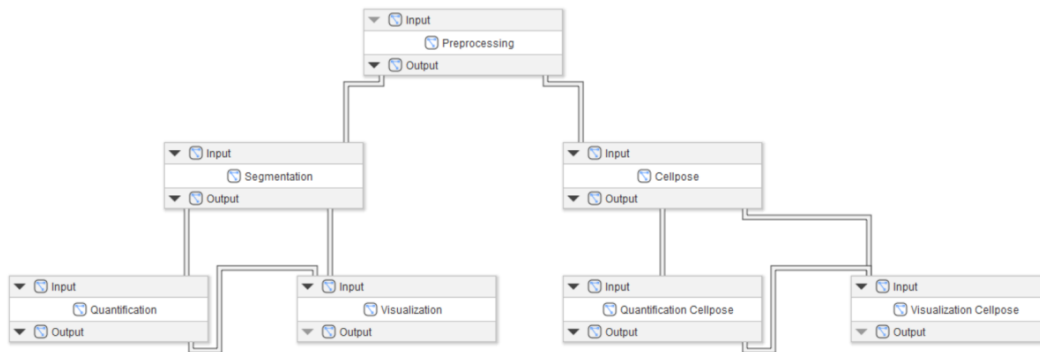 Input
Preprocessing
Output
Input
Segmentation
Output
Input
Cellpose
Output
Input
Quantification
Output
Input
Visualization
Output
Input
Quantification Cellpose
Output
Input
Visualization Cellpose
Output